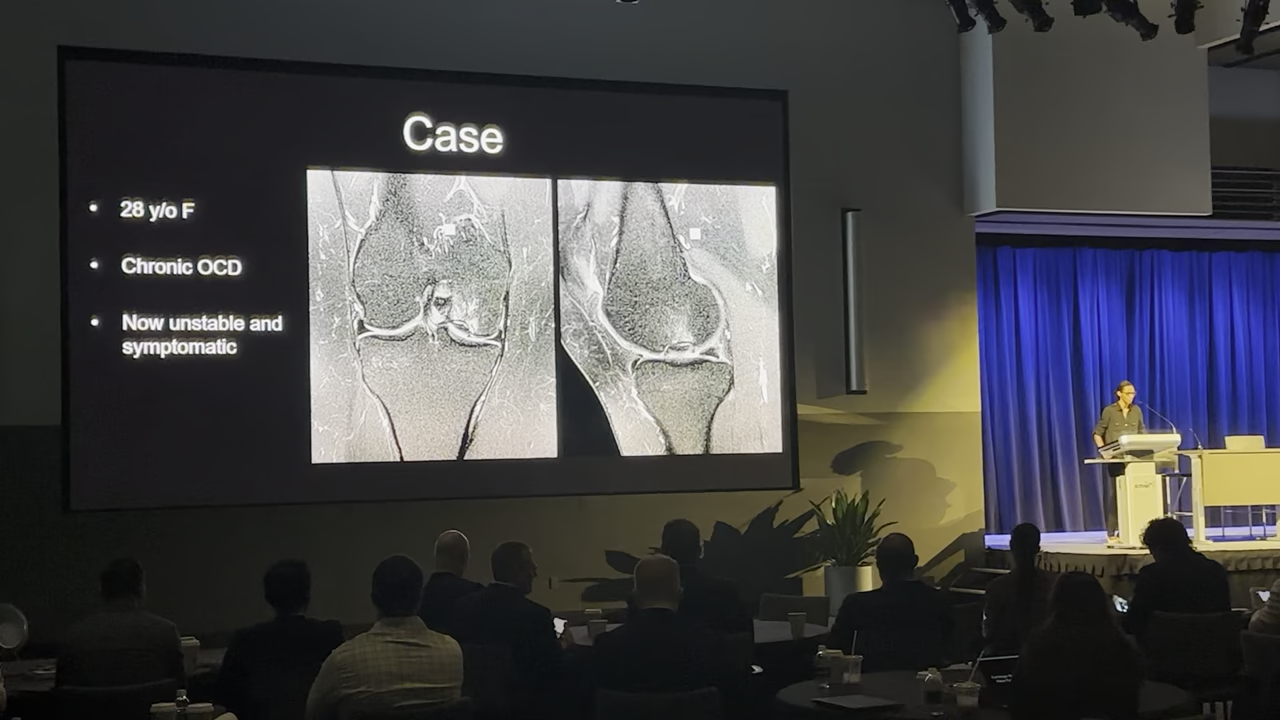 Case
28 y/o F
Chronic OCD
Now unstable and
symptomatic